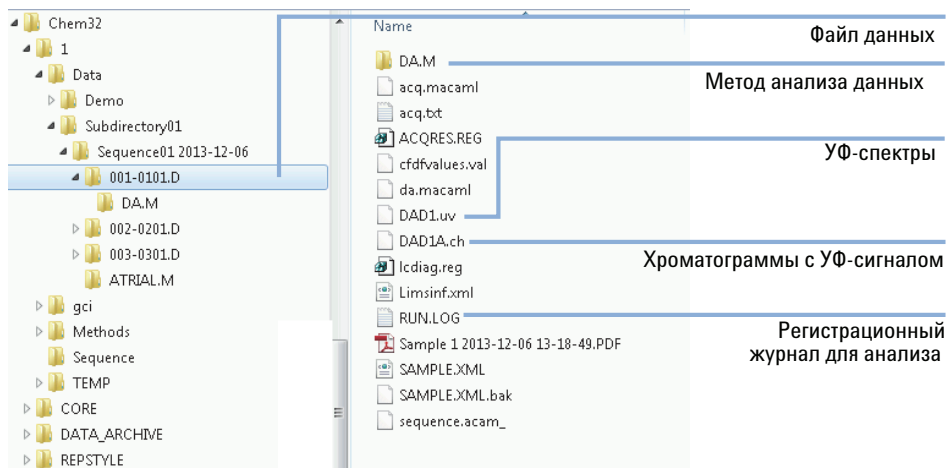 Chem32
1
Data
Demo
Subdirectory01
Sequence01 2013-12-06
001-0101.D
DA.M
002-0201.D
003-0301.D
ATRIAL.M
gci
Methods
Sequence
TEMP
CORE
DATA_ARCHIVE
REPSTYLE
Name
DA.M
acq.macaml
acq.txt
ACQRES.REG
cfdfvalues.val
da.macaml
DAD1.uv
DAD1A.ch
lcdiag.reg
Limsinf.xml
RUN.LOG
Sample 1 2013-12-06 13-18-49.PDF
SAMPLE.XML
SAMPLE.XML.bak
sequence.acam_
Файл данных
Метод анализа данных
УФ-спектры
Хроматограммы с УФ-сигналом
Регистрационный
журнал для анализа